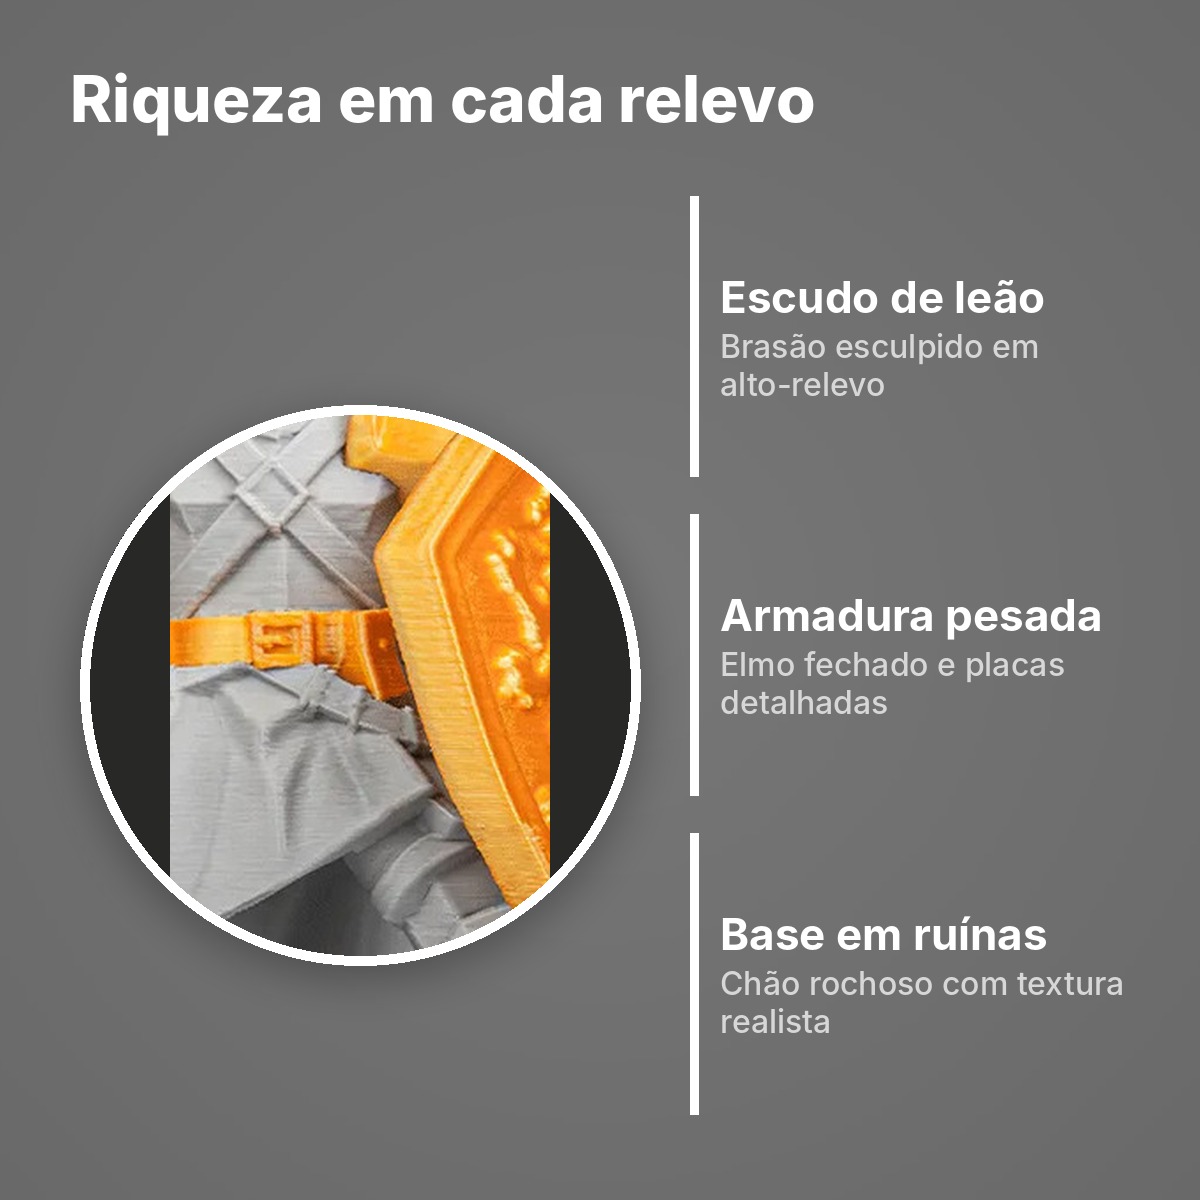 Riqueza em cada relevo
Escudo de leão
Brasão esculpido em
alto-relevo
Armadura pesada
Elmo fechado e placas
detalhadas
Base em ruínas
Chão rochoso com textura
realista